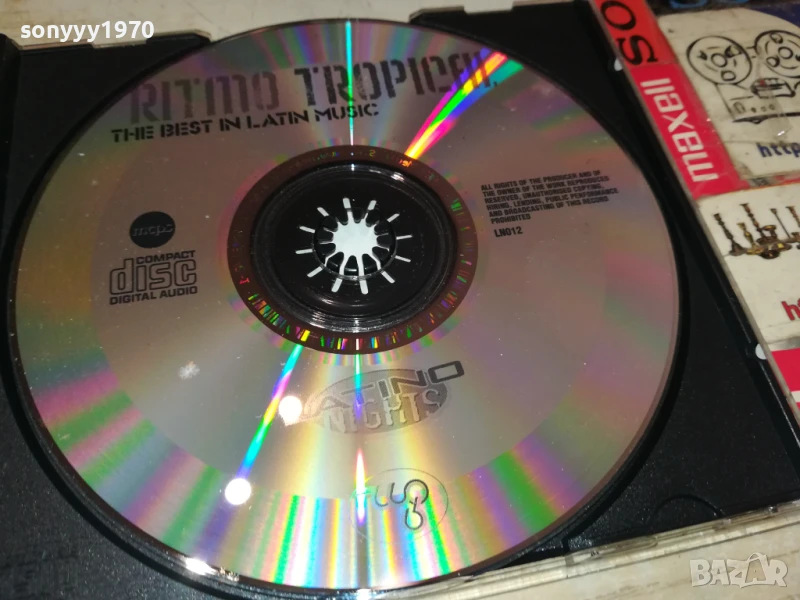 sonyyy1970
RITMO TROPICAL
THE BEST IN LATIN MUSIC
ALL RIGHTS OF THE PRODUCER AND OF
THE OWNER OF THE WORK REPRODUCED
RESERVED. UNAUTHORISED COPYING,
HIRING, LENDING, PUBLIC PERFORMANCE
AND BROADCASTING OF THIS RECORD
PROHIBITED
LNG12
mcps
COMPACT
disc
DIGITAL AUDIO
LATINO
NIGHTS
maxell
SO
http
h
BAZAR